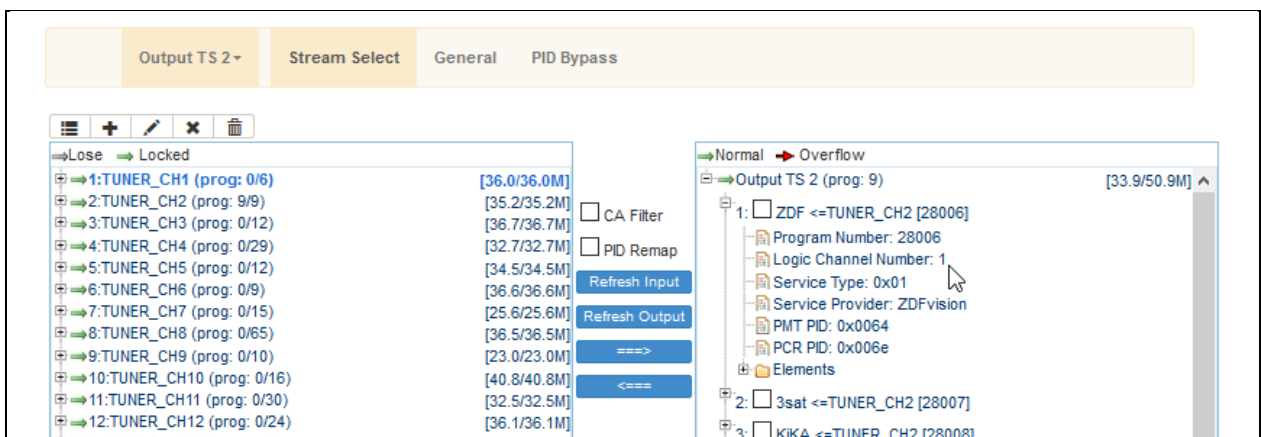 Output TS 2 Stream Select General PID Bypass
Lose Locked
1:TUNER_CH1 (prog: 0/6) [36.0/36.0M]
2:TUNER_CH2 (prog: 9/9) [35.2/35.2M]
3:TUNER_CH3 (prog: 0/12) [36.7/36.7M]
4:TUNER_CH4 (prog: 0/29) [32.7/32.7M]
5:TUNER_CH5 (prog: 0/12) [34.5/34.5M]
6:TUNER_CH6 (prog: 0/9) [36.6/36.6M]
7:TUNER_CH7 (prog: 0/15) [25.6/25.6M]
8:TUNER_CH8 (prog: 0/65) [36.5/36.5M]
9:TUNER_CH9 (prog: 0/10) [23.0/23.0M]
10:TUNER_CH10 (prog: 0/16) [40.8/40.8M]
11:TUNER_CH11 (prog: 0/30) [32.5/32.5M]
12:TUNER_CH12 (prog: 0/24) [36.1/36.1M]
CA Filter
PID Remap
Refresh Input
Refresh Output
===>
<===
Normal Overflow
Output TS 2 (prog: 9) [33.9/50.9M]
1: ZDF <=TUNER_CH2 [28006]
Program Number: 28006
Logic Channel Number: 1
Service Type: 0x01
Service Provider: ZDFvision
PMT PID: 0x0064
PCR PID: 0x006e
Elements
2: 3sat <=TUNER_CH2 [28007]
3: KiKA <=TUNER_CH2 [28008]